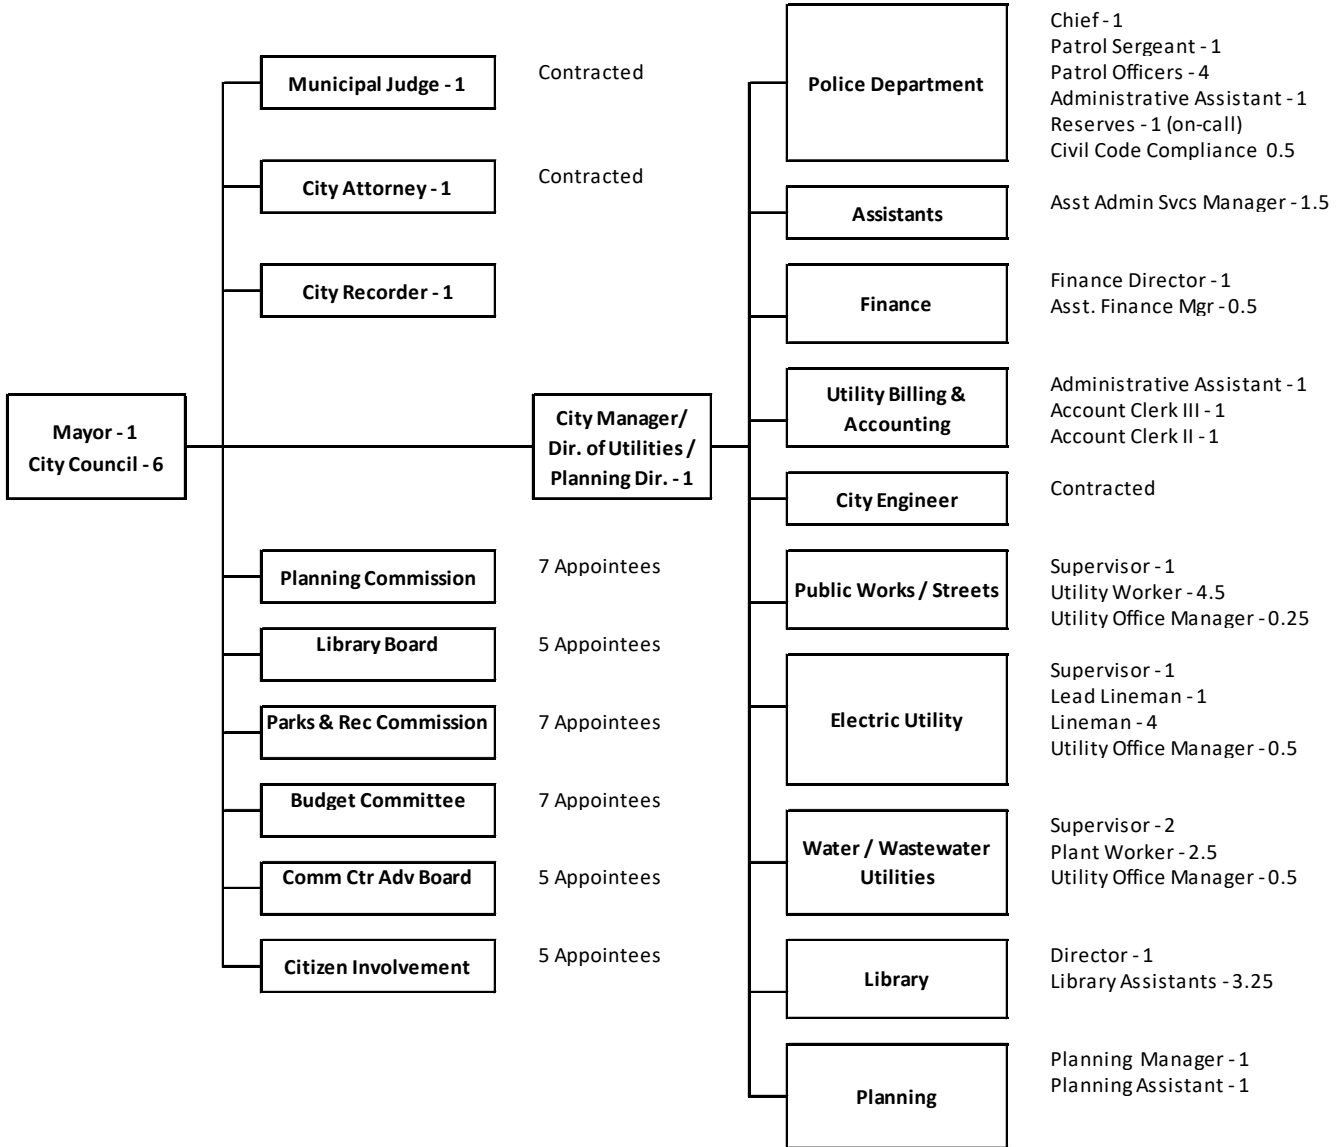 Mayor - 1
City Council - 6
Municipal Judge - 1
Contracted
City Attorney - 1
Contracted
City Recorder - 1
City Manager/
Dir. of Utilities /
Planning Dir. - 1
Planning Commission
7 Appointees
Library Board
5 Appointees
Parks & Rec Commission
7 Appointees
Budget Committee
7 Appointees
Comm Ctr Adv Board
5 Appointees
Citizen Involvement
5 Appointees
Police Department
Chief - 1
Patrol Sergeant - 1
Patrol Officers - 4
Administrative Assistant - 1
Reserves - 1 (on-call)
Civil Code Compliance 0.5
Assistants
Asst Admin Svcs Manager - 1.5
Finance
Finance Director - 1
Asst. Finance Mgr - 0.5
Utility Billing &
Accounting
Administrative Assistant - 1
Account Clerk III - 1
Account Clerk II - 1
City Engineer
Contracted
Public Works / Streets
Supervisor - 1
Utility Worker - 4.5
Utility Office Manager - 0.25
Electric Utility
Supervisor - 1
Lead Lineman - 1
Lineman - 4
Utility Office Manager - 0.5
Water / Wastewater
Utilities
Supervisor - 2
Plant Worker - 2.5
Utility Office Manager - 0.5
Library
Director - 1
Library Assistants - 3.25
Planning
Planning Manager - 1
Planning Assistant - 1